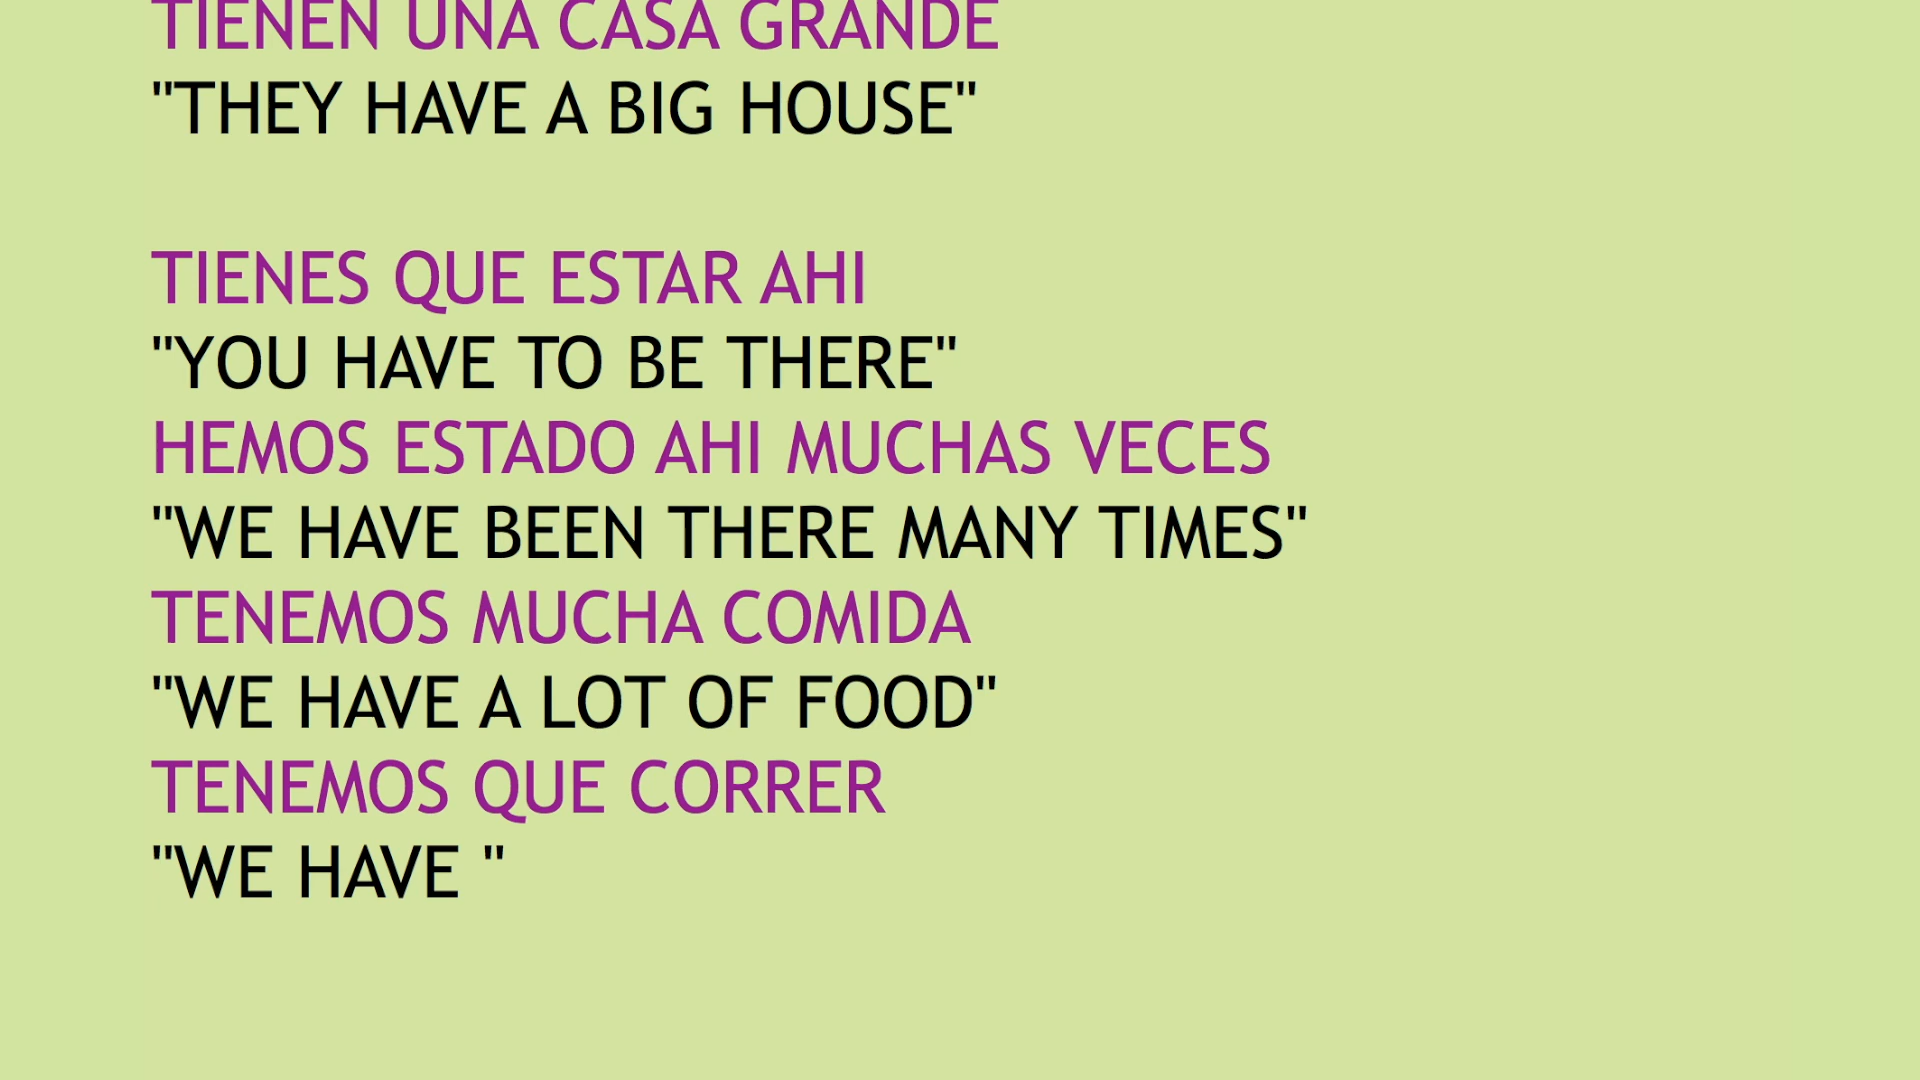 TIENEN UNA CASA GRANDE
"THEY HAVE A BIG HOUSE"
TIENES QUE ESTAR AHI
"YOU HAVE TO BE THERE"
HEMOS ESTADO AHI MUCHAS VECES
"WE HAVE BEEN THERE MANY TIMES"
TENEMOS MUCHA COMIDA
"WE HAVE A LOT OF FOOD"
TENEMOS QUE CORRER
"WE HAVE "